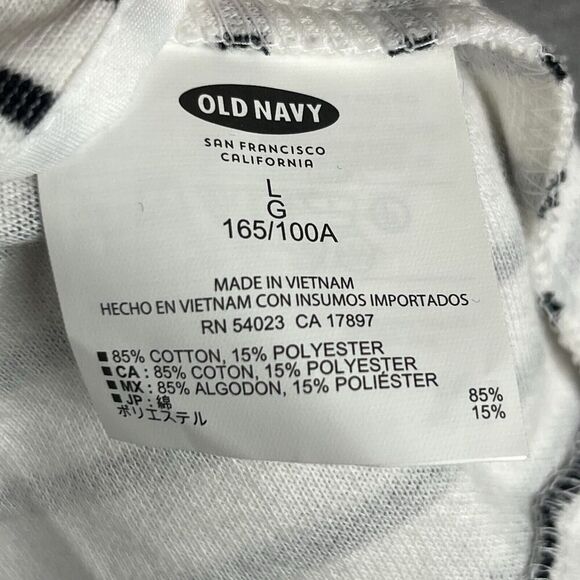 OLD NAVY
SAN FRANCISCO
CALIFORNIA
L
G
165/100A
MADE IN VIETNAM
HECHO EN VIETNAM CON INSUMOS IMPORTADOS
RN 54023 CA 17897
■ 85% COTTON, 15% POLYESTER
■ CA : 85% COTON, 15% POLYESTER
■ MX : 85% ALGODON, 15% POLIÉSTER
■ JP : 綿 85%
ポリエステル 15%